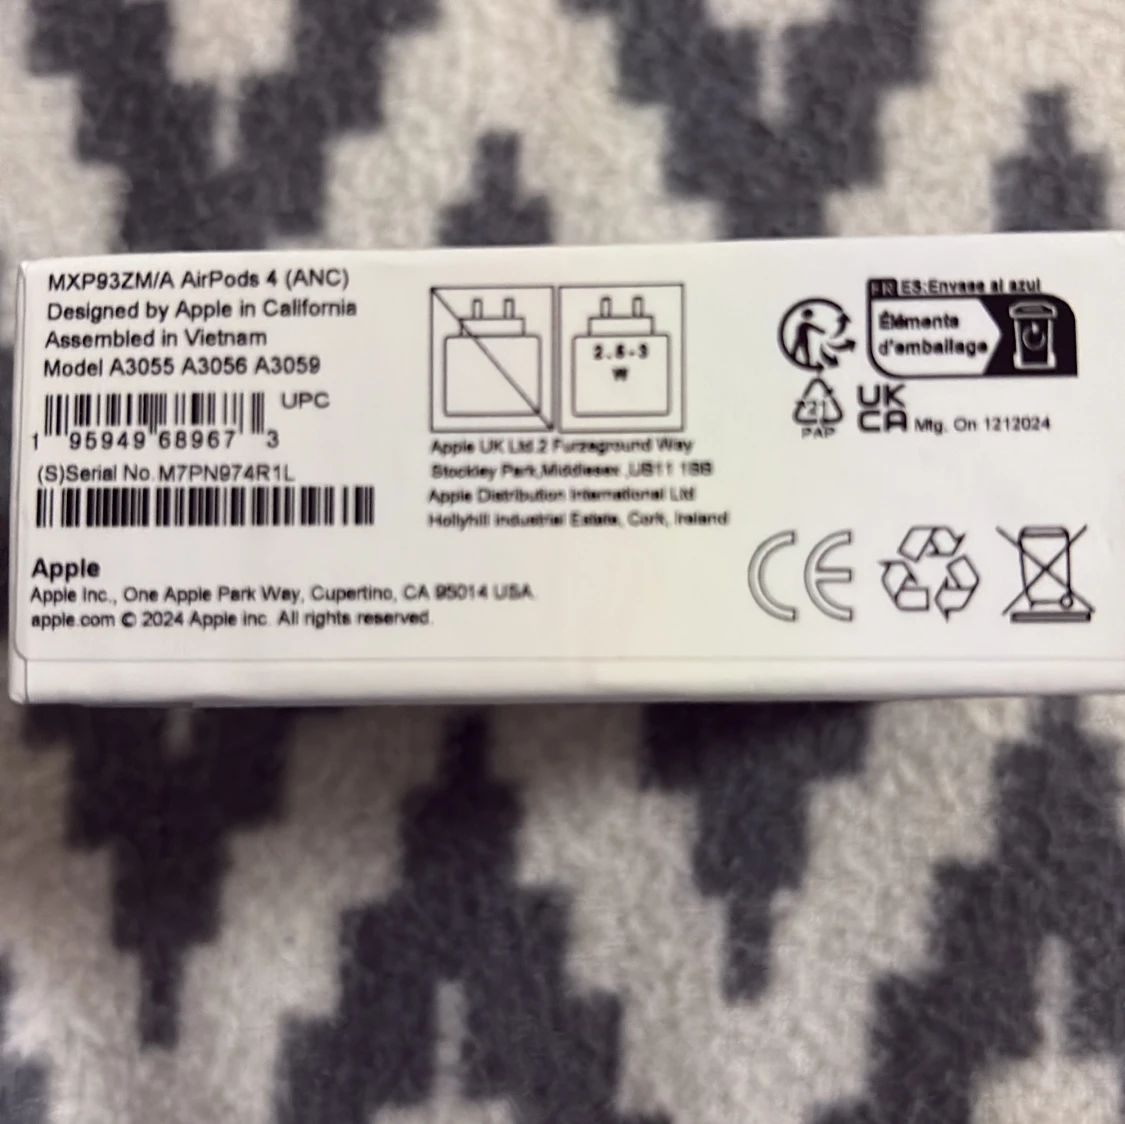 MXP93ZM/A AirPods 4 (ANC)
Designed by Apple in California
Assembled in Vietnam
Model A3055 A3056 A3059
UPC
1 95949 68967 3
(S)Serial No. M7PN974R1L
Apple
Apple Inc., One Apple Park Way, Cupertino, CA 95014 USA.
apple.com © 2024 Apple inc. All rights reserved.
2.5-3
W
Apple UK Ltd.2 Furzeground Way
Stockley Park,Middlesex ,UB11 1BB
Apple Distribution International Ltd
Hollyhill Industrial Estate, Cork, Ireland
FR ES:Envase al azul
Éléments
d'emballage
21
PAP
UK
CA Mfg. On 1212024
CE